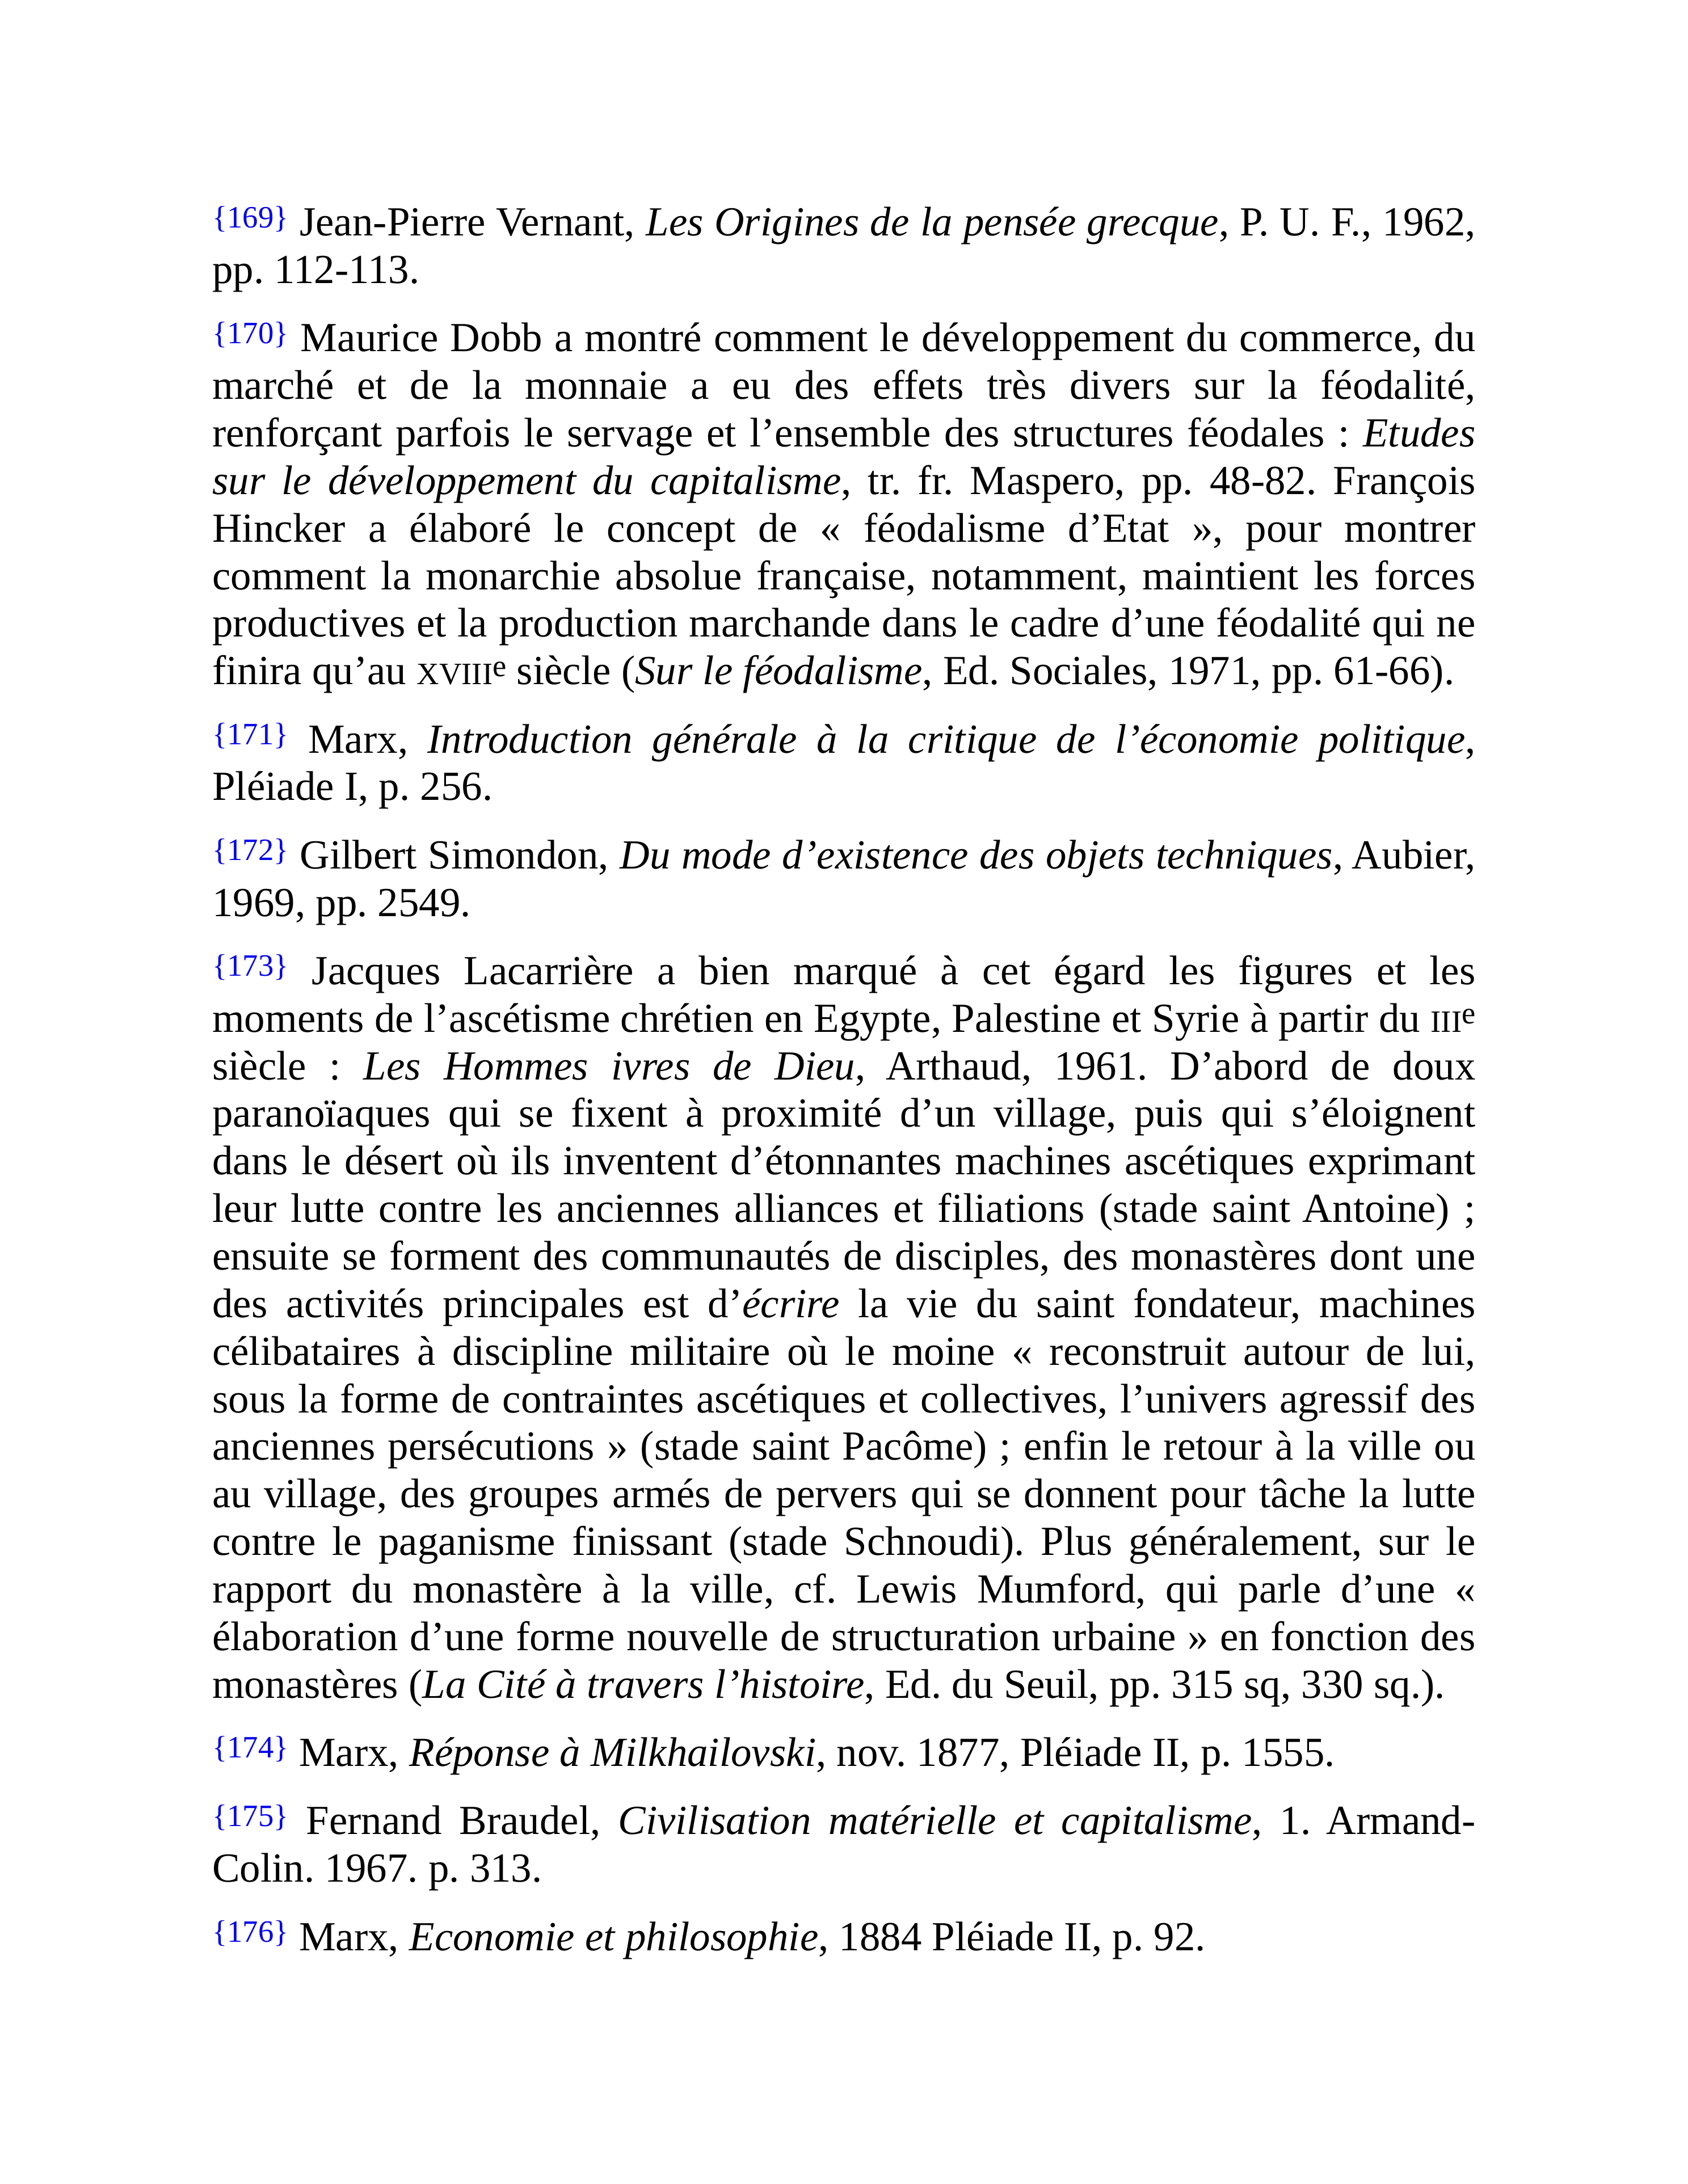 {169} Jean-Pierre Vernant, Les Origines de la pensée grecque, P. U. F., 1962,
pp. 112-113.
{170} Maurice Dobb a montré comment le développement du commerce, du
marché et de la monnaie a eu des effets très divers sur la féodalité,
renforçant parfois le servage et l’ensemble des structures féodales : Etudes
sur le développement du capitalisme, tr. fr. Maspero, pp. 48-82. François
Hincker a élaboré le concept de « féodalisme d’Etat », pour montrer
comment la monarchie absolue française, notamment, maintient les forces
productives et la production marchande dans le cadre d’une féodalité qui ne
finira qu’au XVIIIe siècle (Sur le féodalisme, Ed. Sociales, 1971, pp. 61-66).
{171} Marx, Introduction générale à la critique de l’économie politique,
Pléiade I, p. 256.
{172} Gilbert Simondon, Du mode d’existence des objets techniques, Aubier,
1969, pp. 2549.
{173} Jacques Lacarrière a bien marqué à cet égard les figures et les
moments de l’ascétisme chrétien en Egypte, Palestine et Syrie à partir du IIIe
siècle : Les Hommes ivres de Dieu, Arthaud, 1961. D’abord de doux
paranoïaques qui se fixent à proximité d’un village, puis qui s’éloignent
dans le désert où ils inventent d’étonnantes machines ascétiques exprimant
leur lutte contre les anciennes alliances et filiations (stade saint Antoine) ;
ensuite se forment des communautés de disciples, des monastères dont une
des activités principales est d’écrire la vie du saint fondateur, machines
célibataires à discipline militaire où le moine « reconstruit autour de lui,
sous la forme de contraintes ascétiques et collectives, l’univers agressif des
anciennes persécutions » (stade saint Pacôme) ; enfin le retour à la ville ou
au village, des groupes armés de pervers qui se donnent pour tâche la lutte
contre le paganisme finissant (stade Schnoudi). Plus généralement, sur le
rapport du monastère à la ville, cf. Lewis Mumford, qui parle d’une «
élaboration d’une forme nouvelle de structuration urbaine » en fonction des
monastères (La Cité à travers l’histoire, Ed. du Seuil, pp. 315 sq, 330 sq.).
{174} Marx, Réponse à Milkhailovski, nov. 1877, Pléiade II, p. 1555.
{175} Fernand Braudel, Civilisation matérielle et capitalisme, 1. Armand-
Colin. 1967. p. 313.
{176} Marx, Economie et philosophie, 1884 Pléiade II, p. 92.